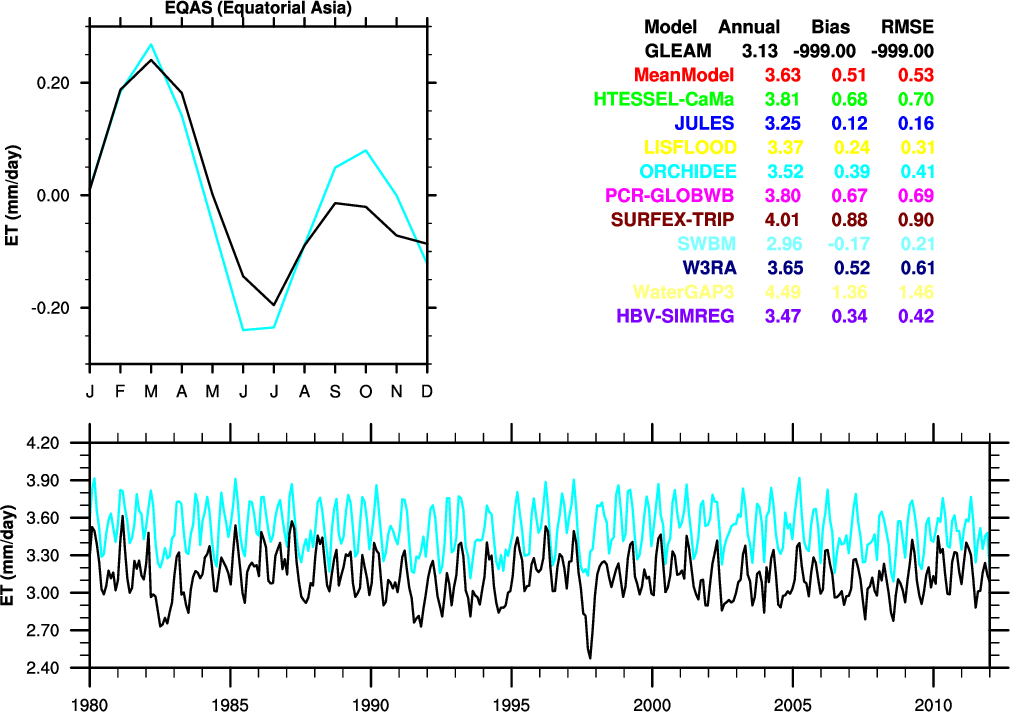 EQAS (Equatorial Asia)
ET (mm/day)
0.20
0.00
-0.20
J F M A M J J A S O N D
Model Annual Bias RMSE
GLEAM 3.13 -999.00 -999.00
MeanModel 3.63 0.51 0.53
HTESSEL-CaMa 3.81 0.68 0.70
JULES 3.25 0.12 0.16
LISFLOOD 3.37 0.24 0.31
ORCHIDEE 3.52 0.39 0.41
PCR-GLOBWB 3.80 0.67 0.69
SURFEX-TRIP 4.01 0.88 0.90
SWBM 2.96 -0.17 0.21
W3RA 3.65 0.52 0.61
WaterGAP3 4.49 1.36 1.46
HBV-SIMREG 3.47 0.34 0.42
ET (mm/day)
4.20
3.90
3.60
3.30
3.00
2.70
2.40
1980 1985 1990 1995 2000 2005 2010